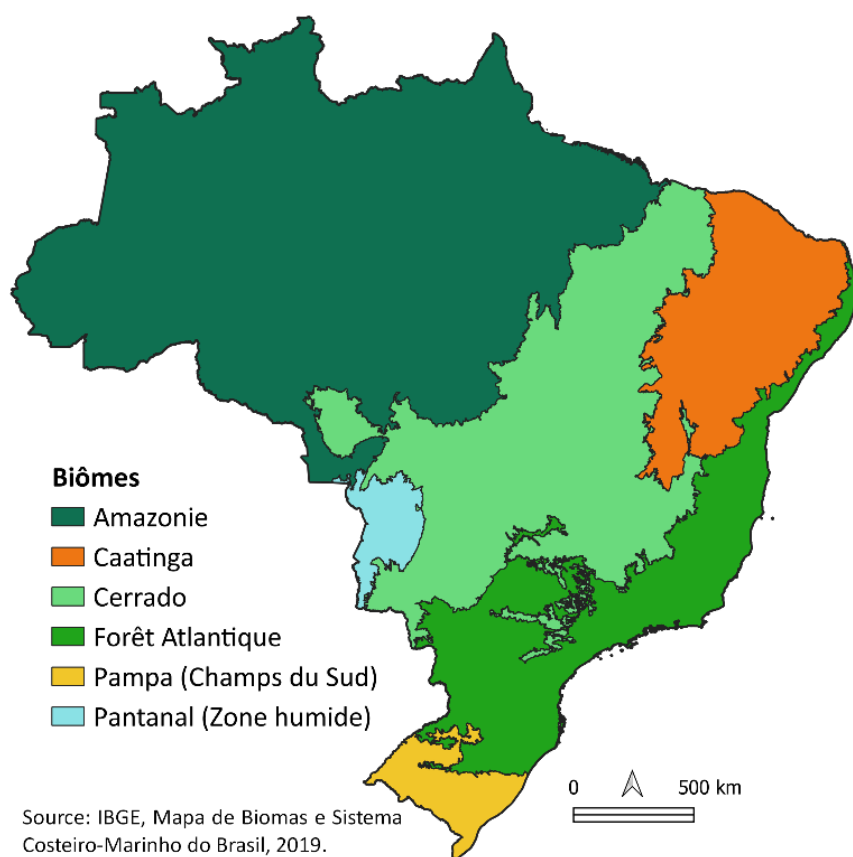 Biômes
Amazonie
Caatinga
Cerrado
Forêt Atlantique
Pampa (Champs du Sud)
Pantanal (Zone humide)
0 500 km
Source: IBGE, Mapa de Biomas e Sistema
Costeiro-Marinho do Brasil, 2019.